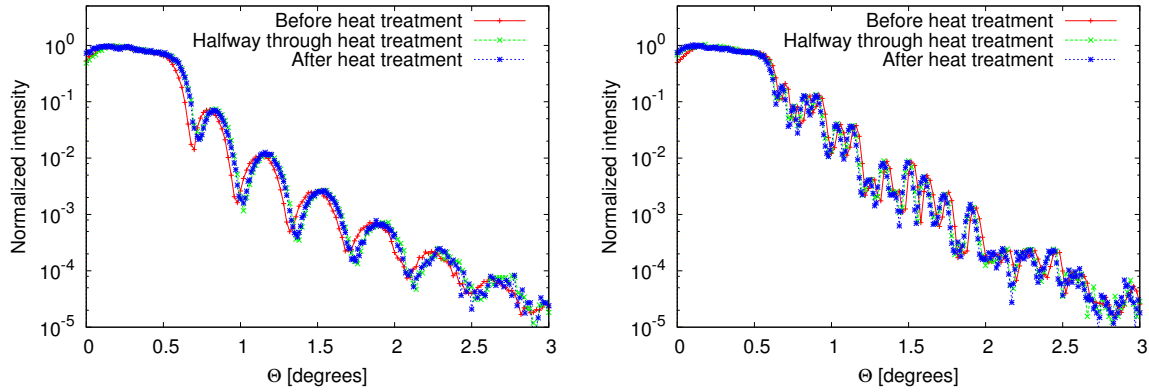 Before heat treatment
Halfway through heat treatment
After heat treatment
10^0
10^-1
10^-2
10^-3
10^-4
10^-5
Normalized intensity
0 0.5 1 1.5 2 2.5 3
Θ [degrees]
Before heat treatment
Halfway through heat treatment
After heat treatment
10^0
10^-1
10^-2
10^-3
10^-4
10^-5
Normalized intensity
0 0.5 1 1.5 2 2.5 3
Θ [degrees]